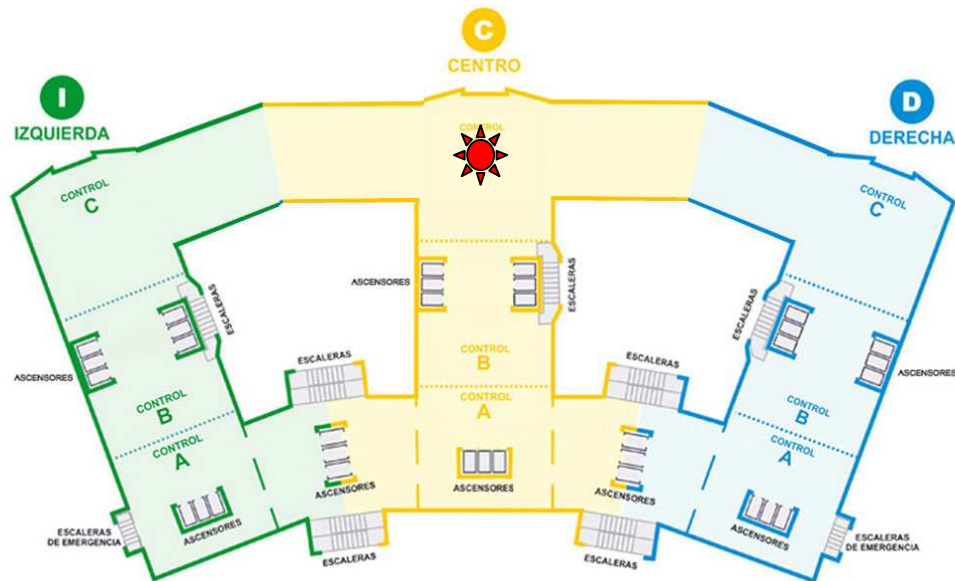 C
CENTRO
I
IZQUIERDA
D
DERECHA
CONTROL
CONTROL
C
CONTROL
C
ASCENSORES
ESCALERAS
ESCALERAS
ESCALERAS
ASCENSORES
ASCENSORES
CONTROL
B
ESCALERAS
ESCALERAS
CONTROL
B
CONTROL
B
CONTROL
A
CONTROL
A
CONTROL
A
ASCENSORES
ASCENSORES
ASCENSORES
ASCENSORES
ASCENSORES
ESCALERAS
DE EMERGENCIA
ESCALERAS
DE EMERGENCIA
ESCALERAS
ESCALERAS